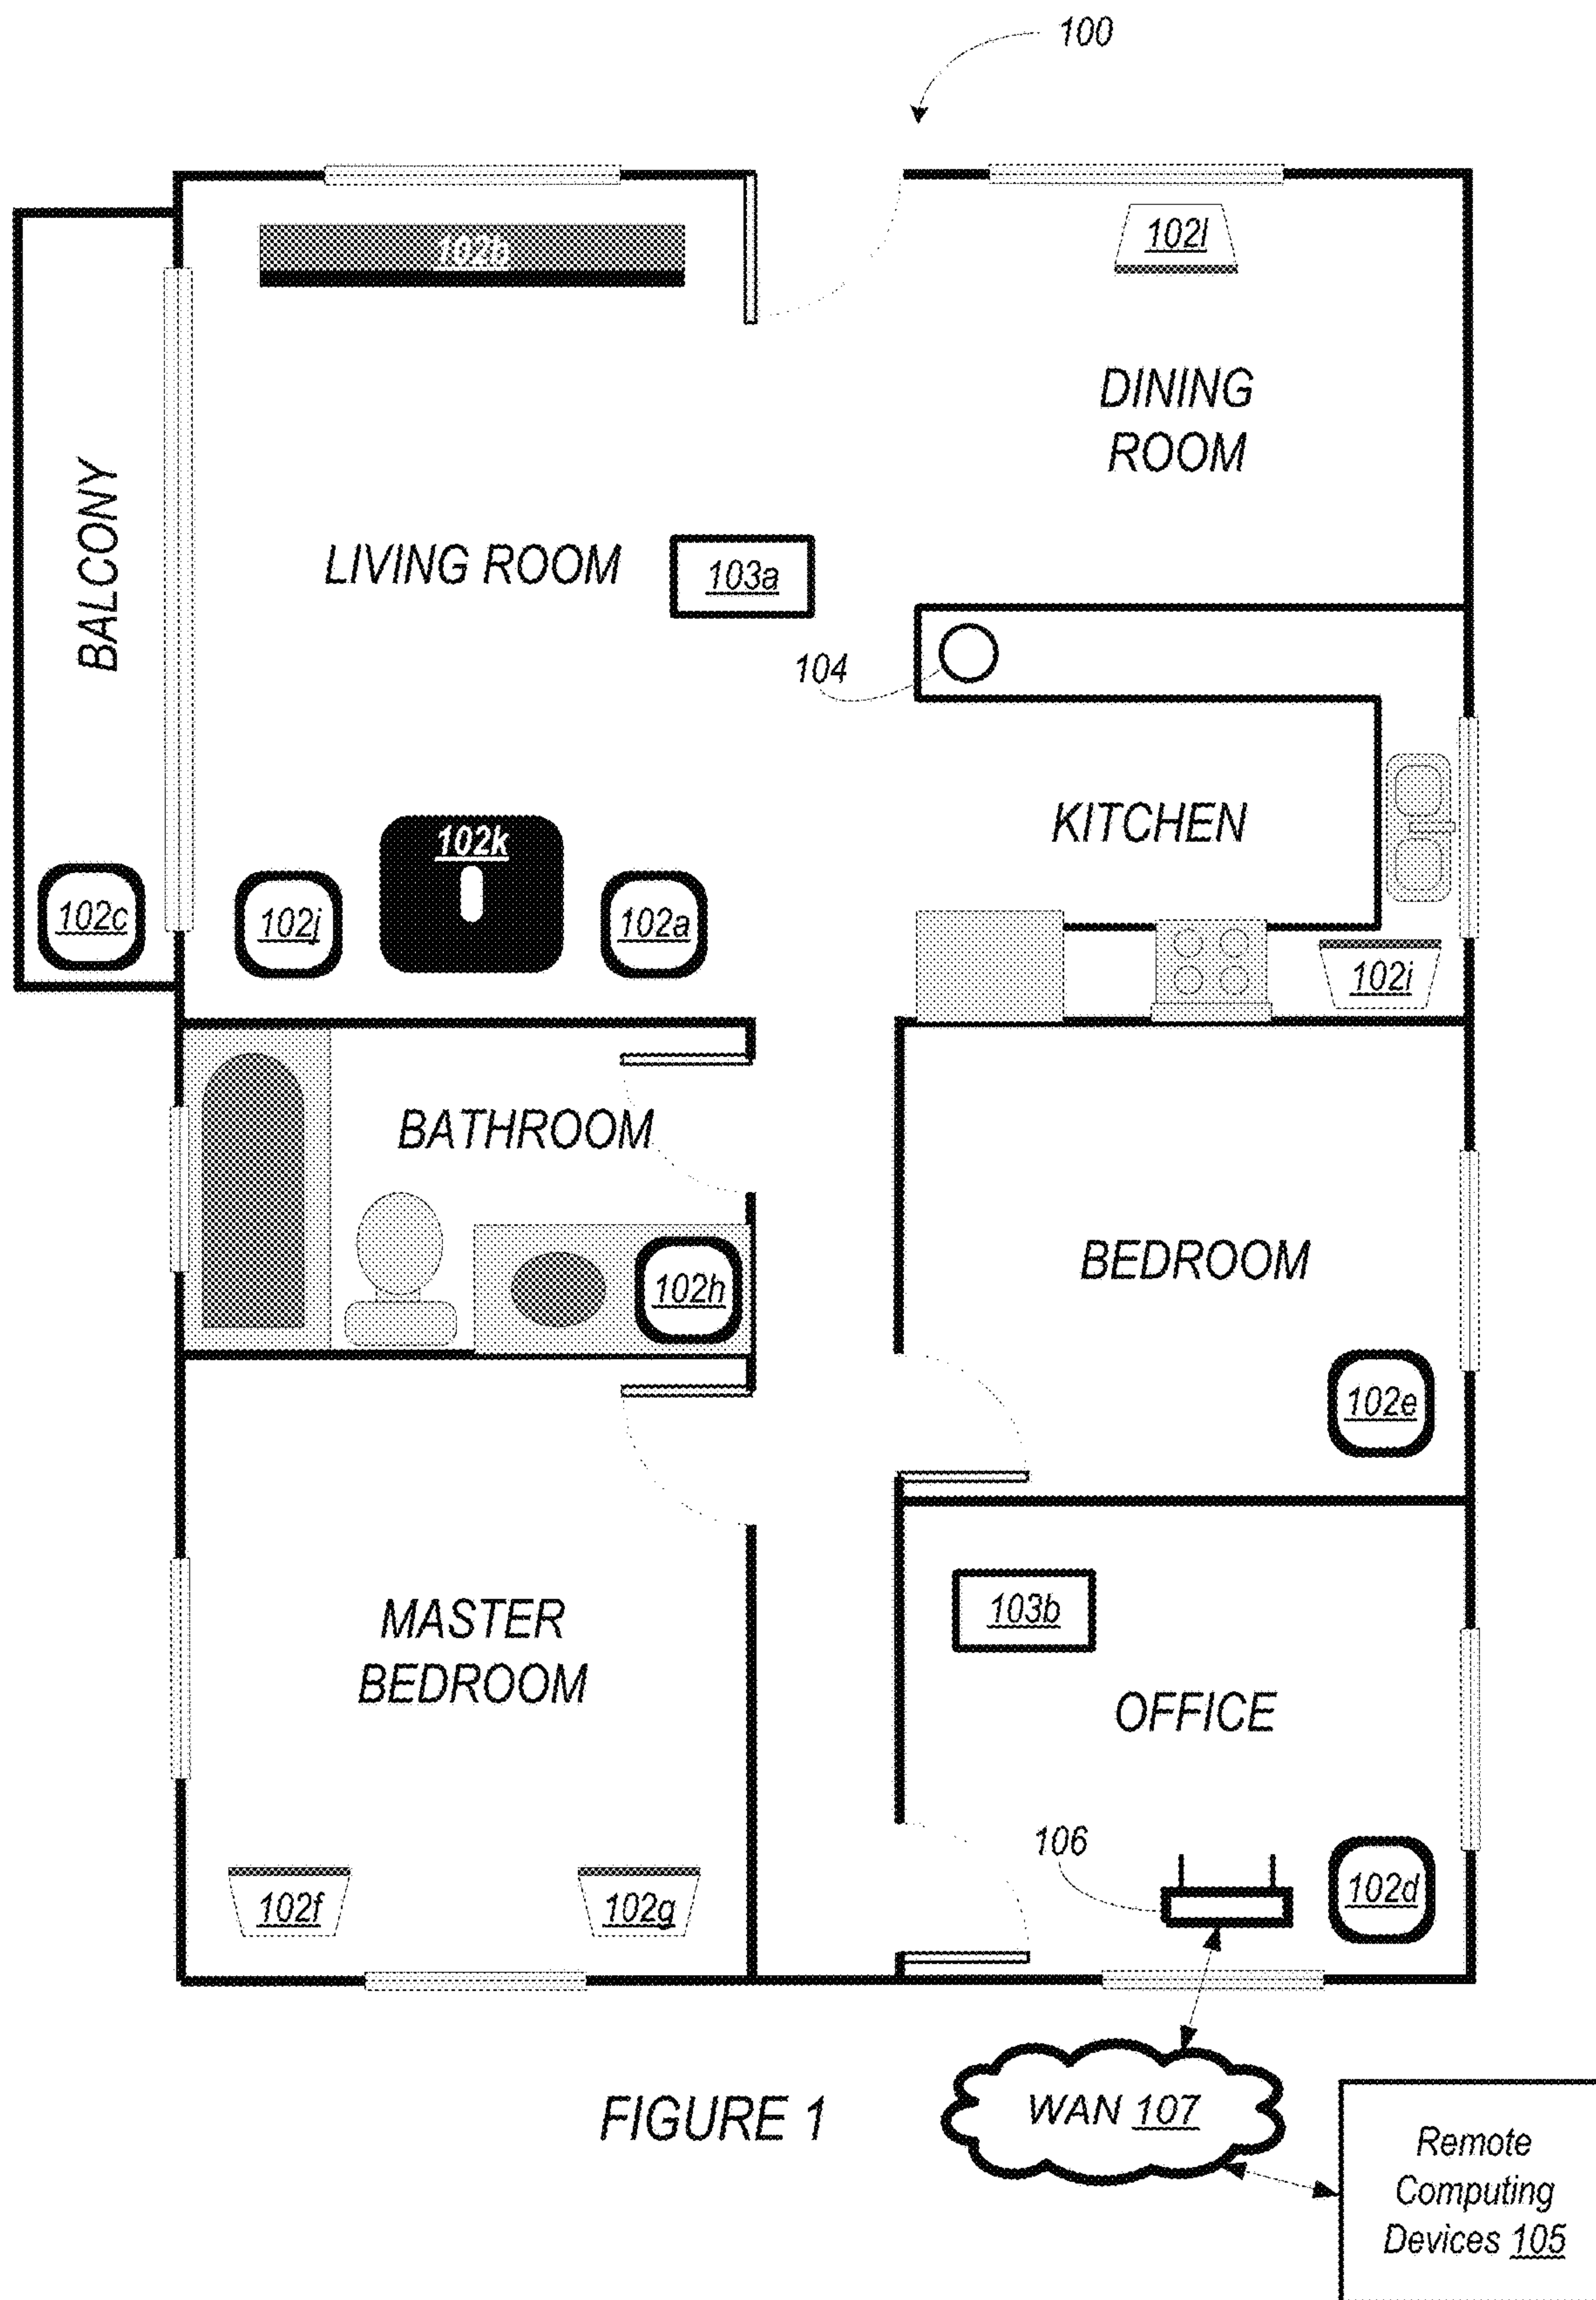 100
102b
102l
DINING
ROOM
BALCONY
LIVING ROOM
103a
104
KITCHEN
102k
102c
102j
102a
102i
BATHROOM
BEDROOM
102h
102e
103b
MASTER
BEDROOM
OFFICE
106
102f
102g
102d
FIGURE 1
WAN 107
Remote
Computing
Devices 105